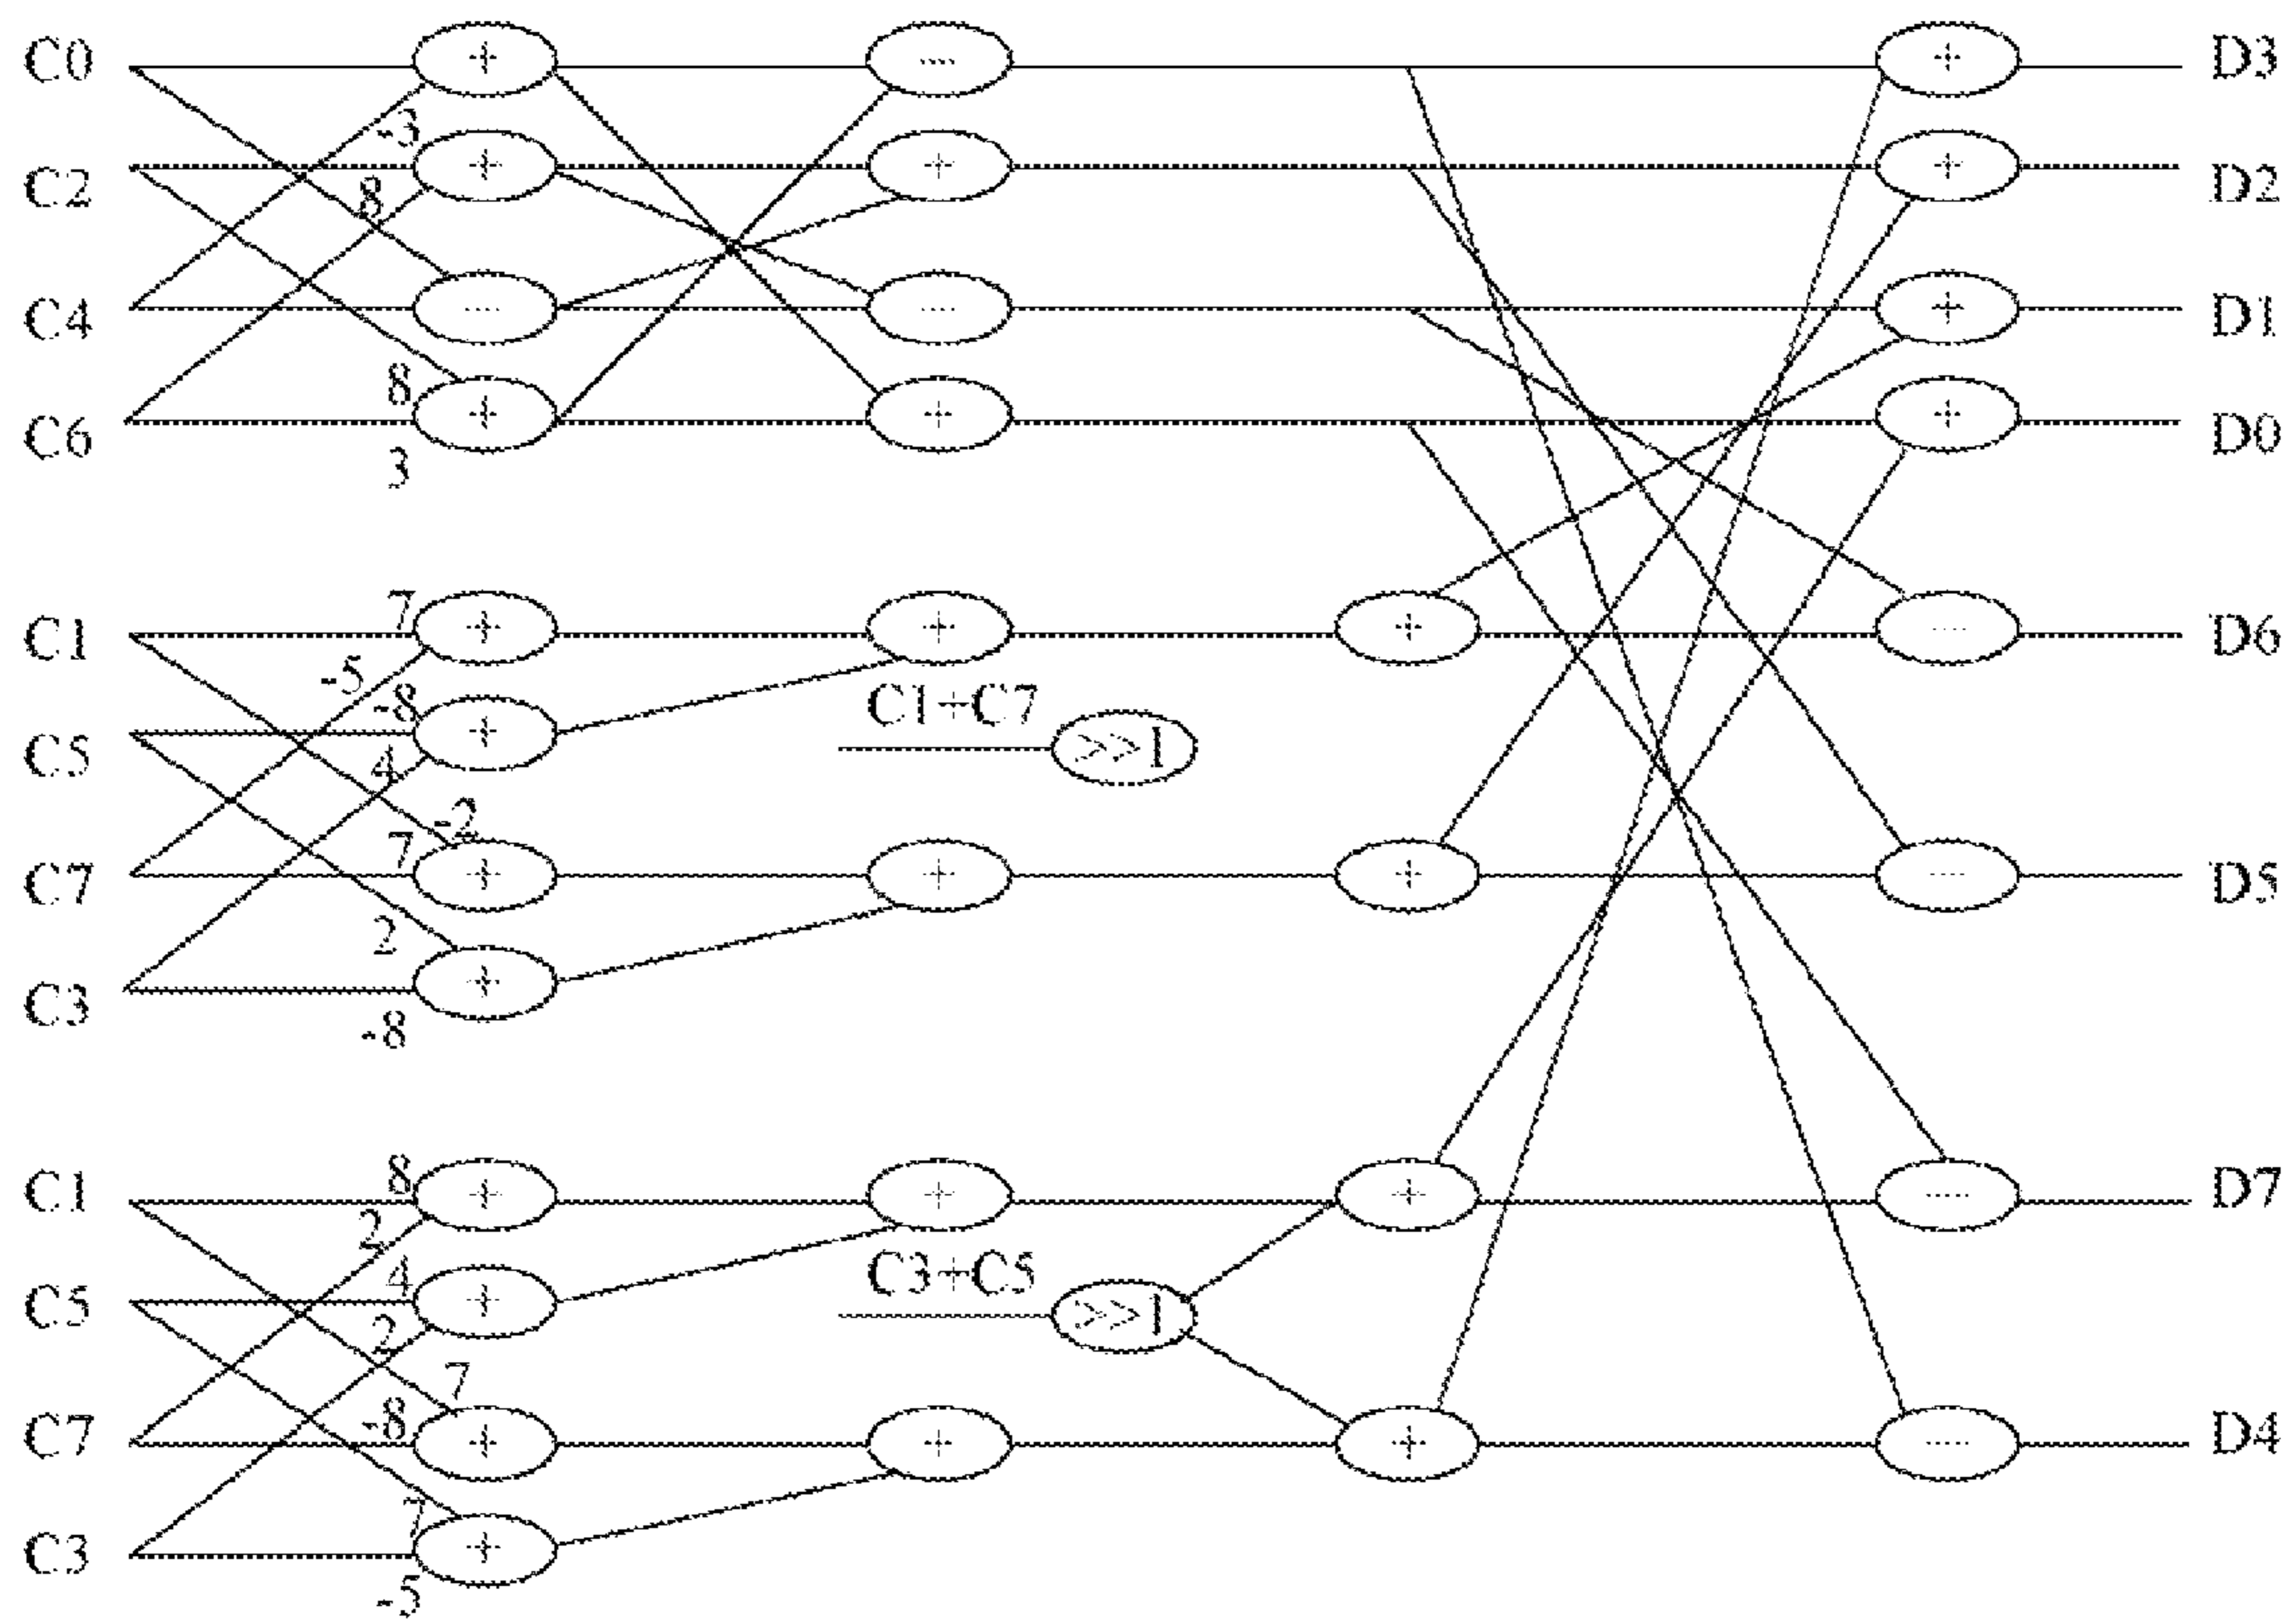 C0 + ---- + D3
-3
C2 + + + D2
8
C4 ---- ---- + D1
8
C6 + + + D0
3
C1 7 + + + ---- D6
-5
-8
C5 + C1+C7 >>1
4
-2
C7 7 + + + ---- D5
2
C3 +
-8
C1 8 + + + ---- D7
2
4
C5 + C3+C5 >>1
2
7
-8
C7 + + + ---- D4
7
C3 +
-5